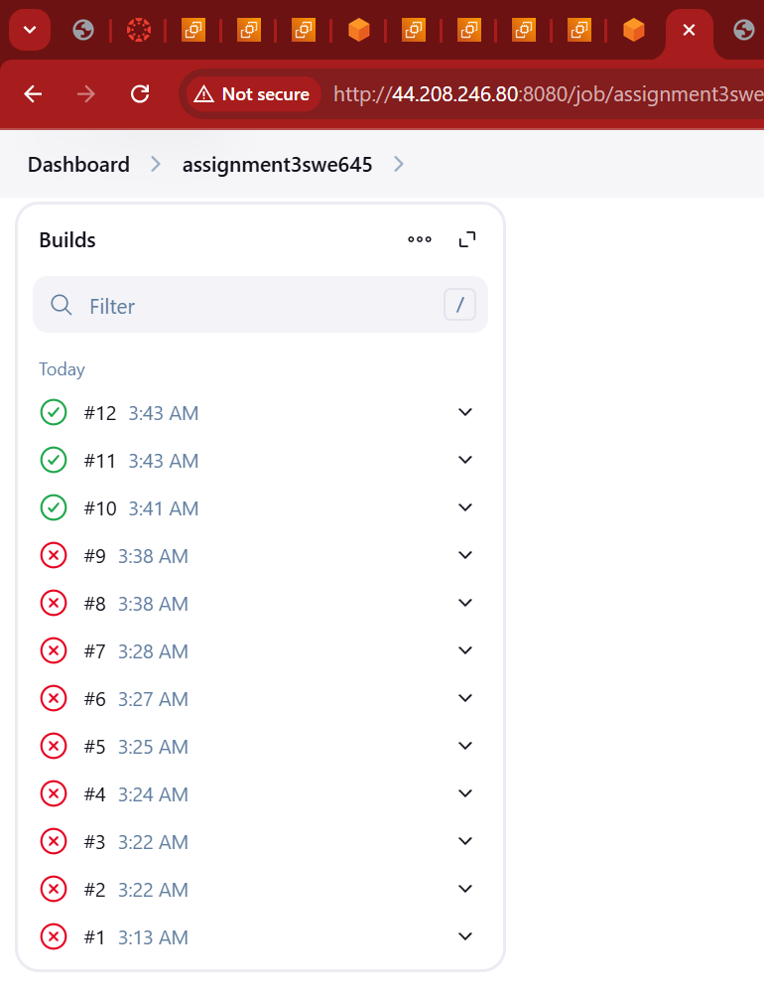 Not secure http://44.208.246.80:8080/job/assignment3swe
Dashboard assignment3swe645
Builds
Filter /
Today
#12 3:43 AM
#11 3:43 AM
#10 3:41 AM
#9 3:38 AM
#8 3:38 AM
#7 3:28 AM
#6 3:27 AM
#5 3:25 AM
#4 3:24 AM
#3 3:22 AM
#2 3:22 AM
#1 3:13 AM